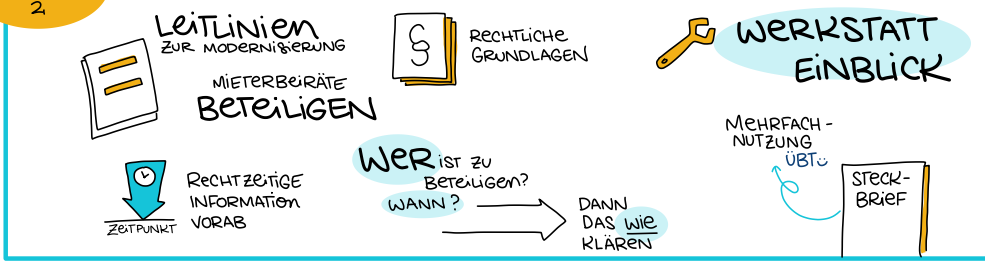 2
LEITLINIEN
ZUR MODERNISIERUNG
MIETERBEIRÄTE
BETEILIGEN
§
RECHTLICHE
GRUNDLAGEN
WERKSTATT
EINBLICK
RECHTZEITIGE
INFORMATION
VORAB
ZEITPUNKT
WER IST ZU
BETEILIGEN?
WANN?
DANN
DAS WIE
KLÄREN
MEHRFACH-
NUTZUNG
ÜBT
STECK-
BRIEF